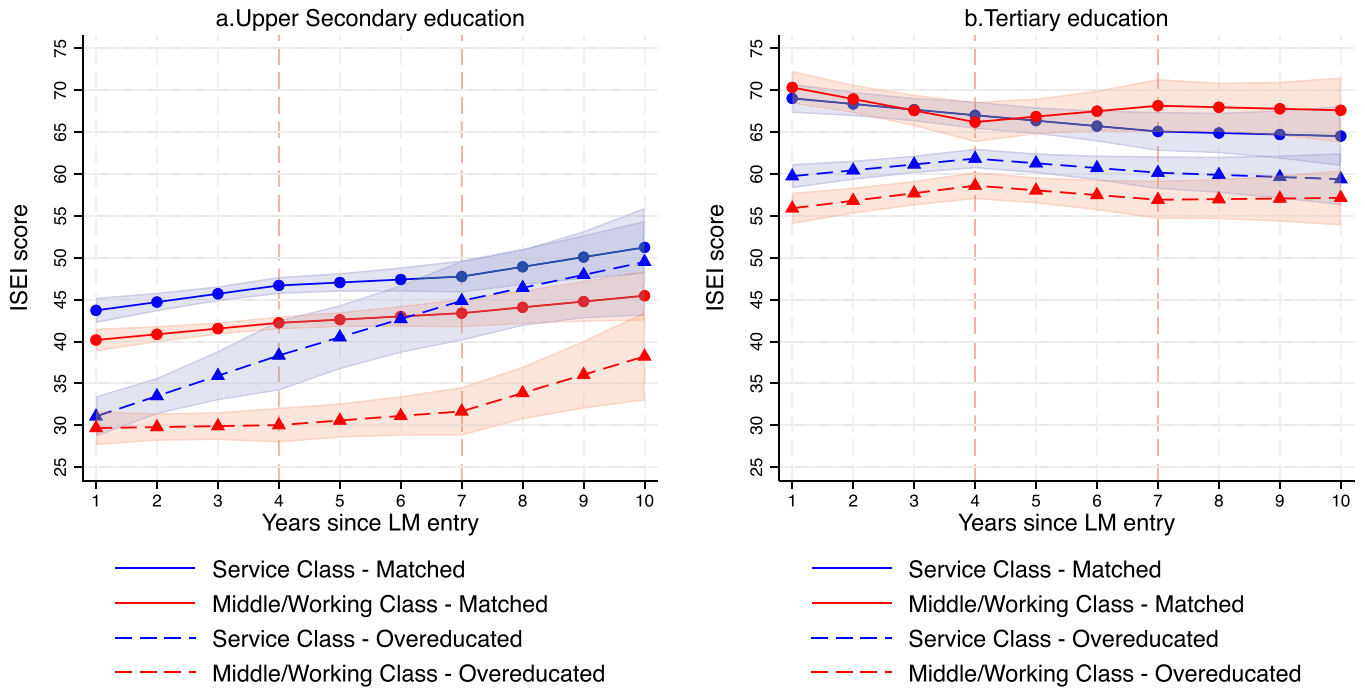 a.Upper Secondary education
75
70
65
60
55
50
45
40
35
30
25
ISEI score
1 2 3 4 5 6 7 8 9 10
Years since LM entry
Service Class - Matched
Middle/Working Class - Matched
Service Class - Overeducated
Middle/Working Class - Overeducated
b.Tertiary education
75
70
65
60
55
50
45
40
35
30
25
ISEI score
1 2 3 4 5 6 7 8 9 10
Years since LM entry
Service Class - Matched
Middle/Working Class - Matched
Service Class - Overeducated
Middle/Working Class - Overeducated